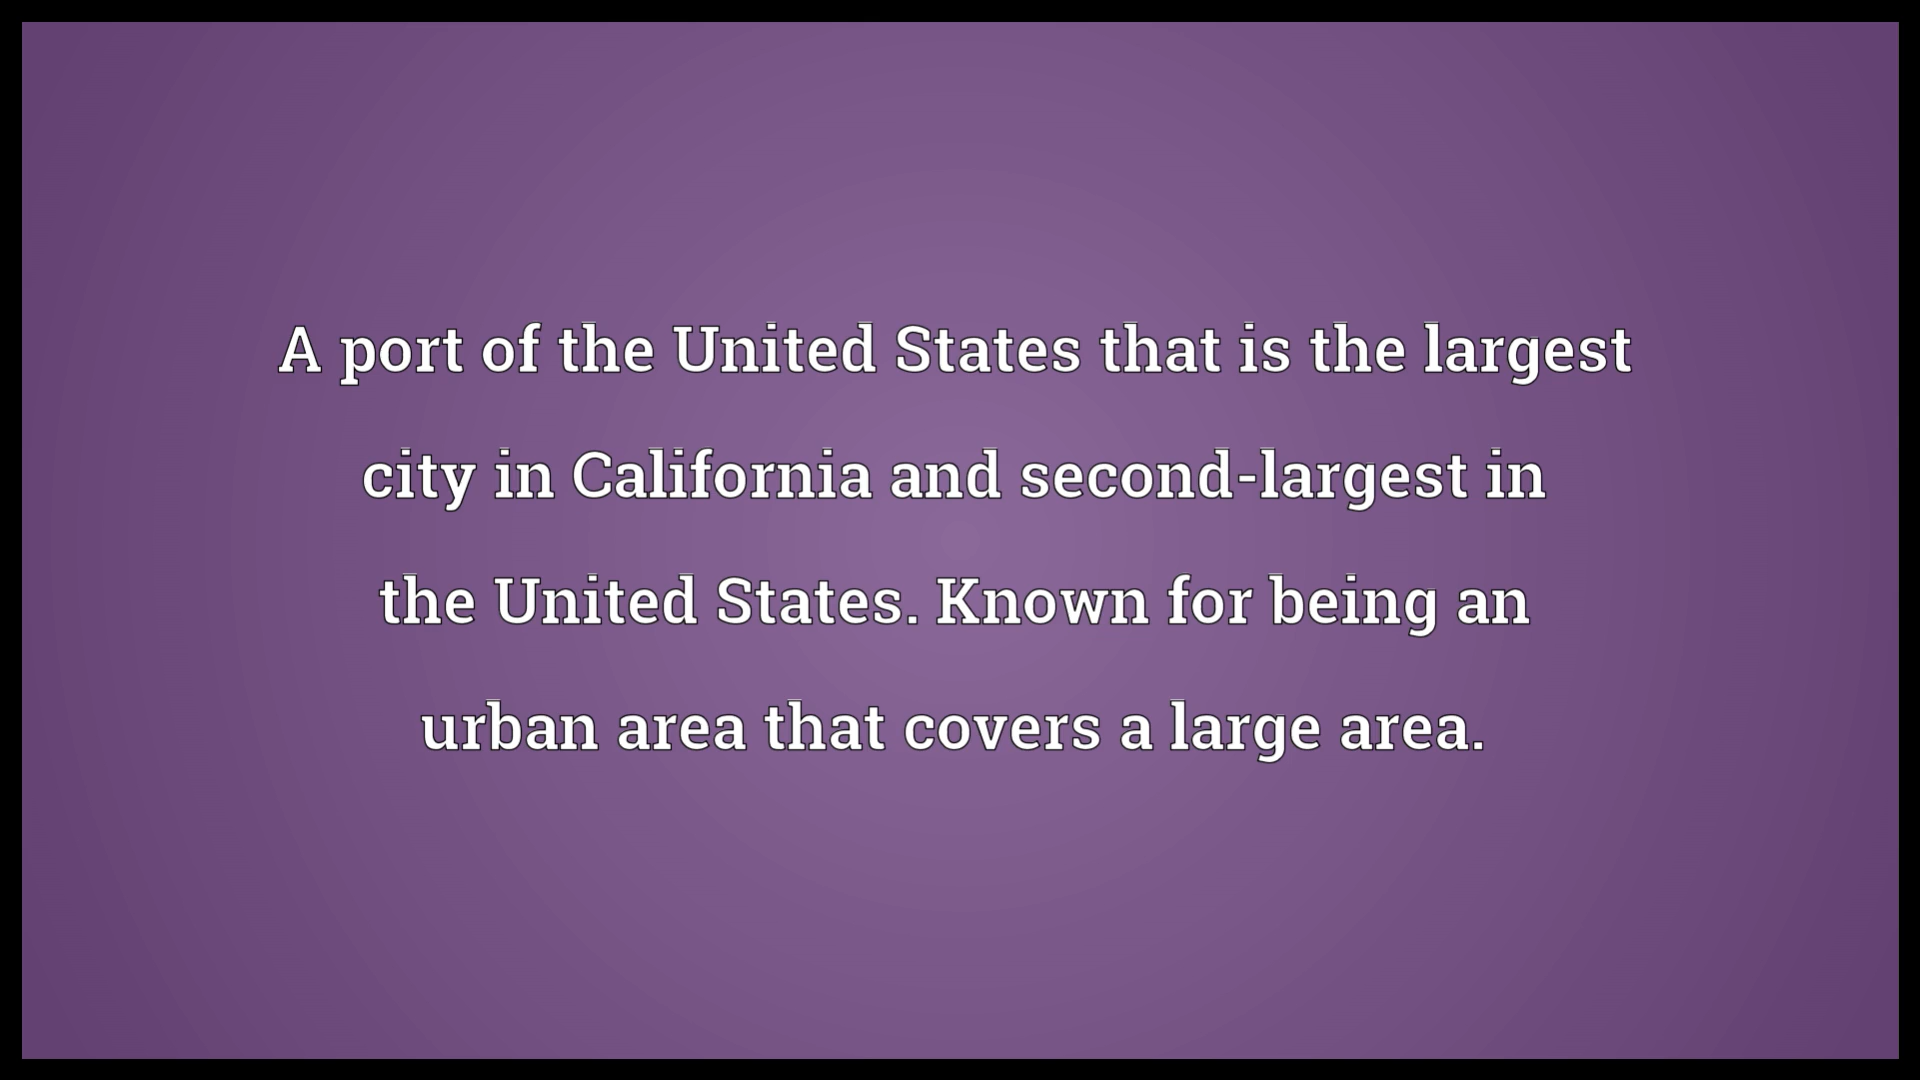 A port of the United States that is the largest
city in California and second-largest in
the United States. Known for being an
urban area that covers a large area.